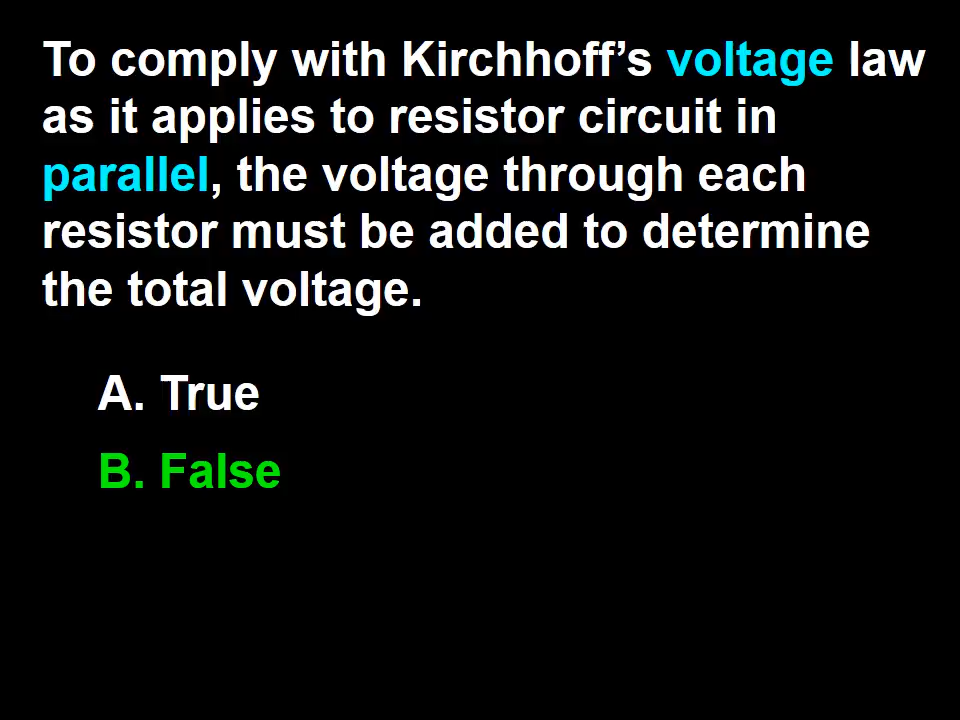 To comply with Kirchhoff’s voltage law
as it applies to resistor circuit in
parallel, the voltage through each
resistor must be added to determine
the total voltage.
A. True
B. False